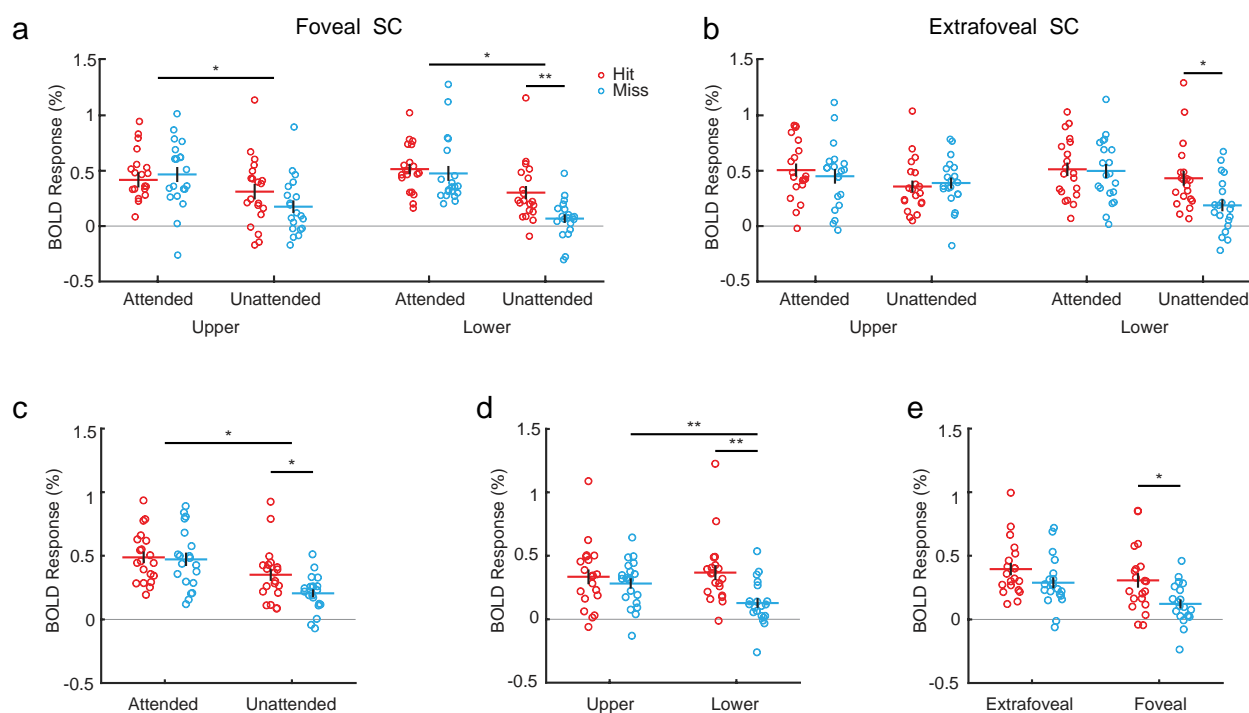 a
Foveal SC
BOLD Response (%)
1.5
1
0.5
0
-0.5
*
*
**
Hit
Miss
Attended
Unattended
Attended
Unattended
Upper
Lower
b
Extrafoveal SC
BOLD Response (%)
1.5
1
0.5
0
-0.5
*
Attended
Unattended
Attended
Unattended
Upper
Lower
c
BOLD Response (%)
1.5
1
0.5
0
-0.5
*
*
Attended
Unattended
d
BOLD Response (%)
1.5
1
0.5
0
-0.5
**
**
Upper
Lower
e
BOLD Response (%)
1.5
1
0.5
0
-0.5
*
Extrafoveal
Foveal